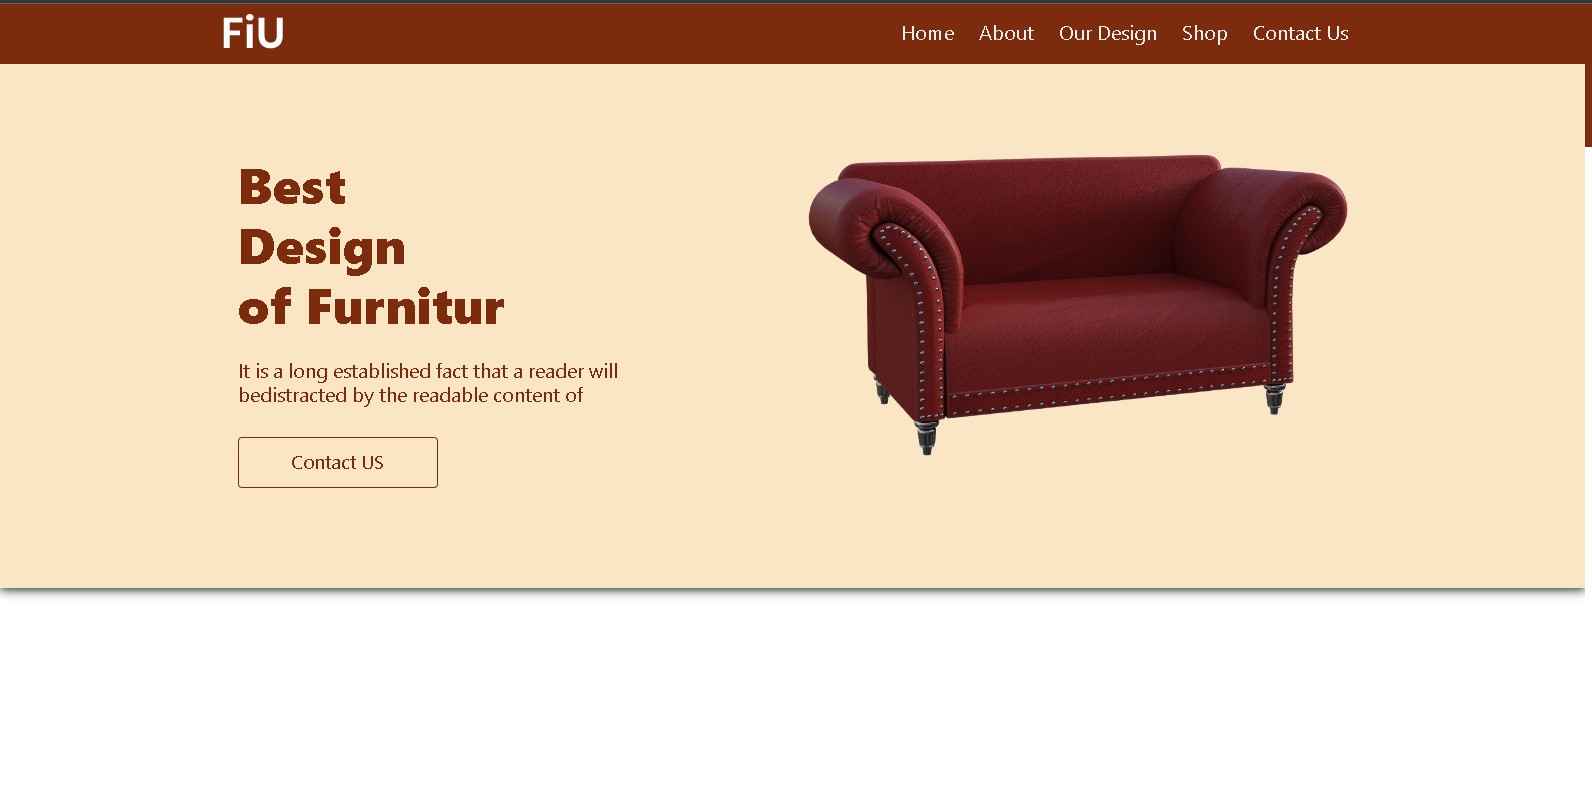 FiU
Home About Our Design Shop Contact Us
Best
Design
of Furnitur
It is a long established fact that a reader will
bedistracted by the readable content of
Contact US